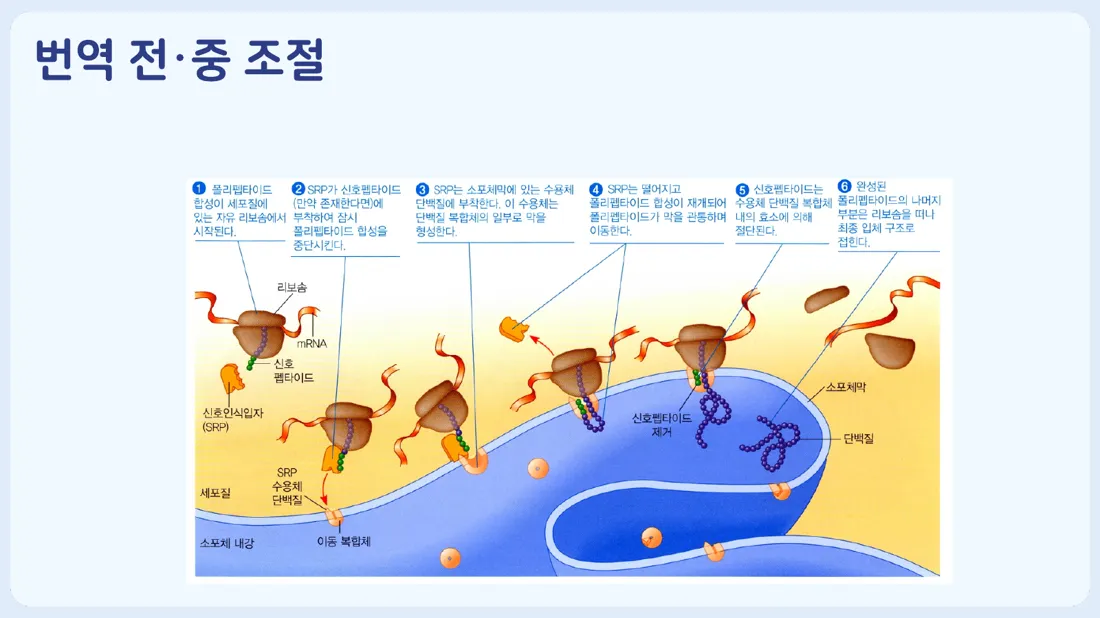 번역 전·중 조절
1 폴리펩타이드
합성이 세포질에
있는 자유 리보솜에서
시작된다.
2 SRP가 신호펩타이드
(만약 존재한다면)에
부착하여 잠시
폴리펩타이드 합성을
중단시킨다.
3 SRP는 소포체막에 있는 수용체
단백질에 부착한다. 이 수용체는
단백질 복합체의 일부로 막을
형성한다.
4 SRP는 떨어지고
폴리펩타이드 합성이 재개되어
폴리펩타이드가 막을 관통하며
이동한다.
5 신호펩타이드는
수용체 단백질 복합체
내의 효소에 의해
절단된다.
6 완성된
폴리펩타이드의 나머지
부분은 리보솜을 떠나
최종 입체 구조로
접힌다.
리보솜
mRNA
신호
펩타이드
신호인식입자
(SRP)
SRP
수용체
단백질
세포질
소포체 내강
이동 복합체
신호펩타이드
제거
소포체막
단백질